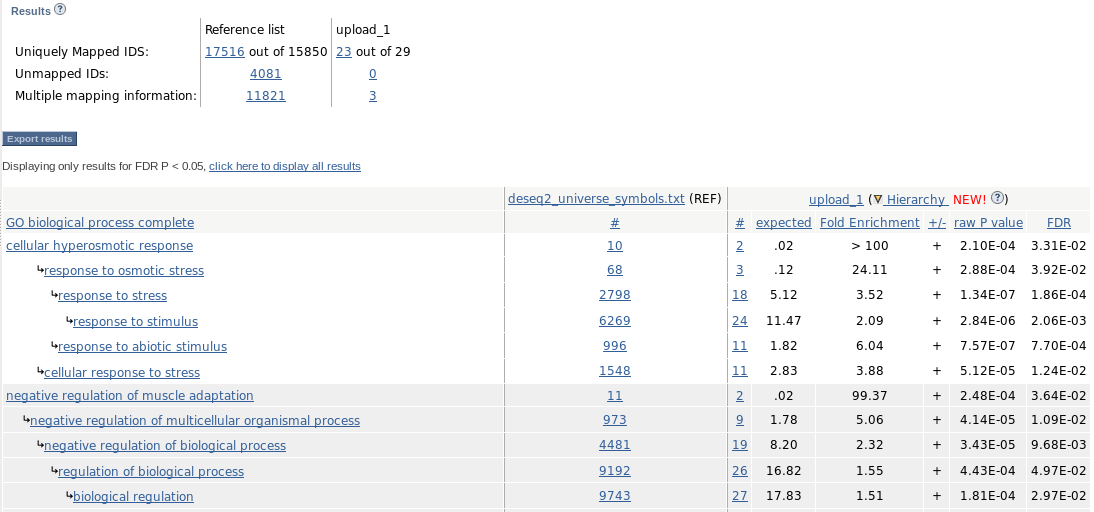 Results ?
Reference list upload_1
Uniquely Mapped IDS: 17516 out of 15850 23 out of 29
Unmapped IDs: 4081 0
Multiple mapping information: 11821 3
Export results
Displaying only results for FDR P < 0.05, click here to display all results
deseq2_universe_symbols.txt (REF) upload_1 (▽ Hierarchy NEW! ?)
GO biological process complete # # expected Fold Enrichment +/- raw P value FDR
cellular hyperosmotic response 10 2 .02 > 100 + 2.10E-04 3.31E-02
↳response to osmotic stress 68 3 .12 24.11 + 2.88E-04 3.92E-02
↳response to stress 2798 18 5.12 3.52 + 1.34E-07 1.86E-04
↳response to stimulus 6269 24 11.47 2.09 + 2.84E-06 2.06E-03
↳response to abiotic stimulus 996 11 1.82 6.04 + 7.57E-07 7.70E-04
↳cellular response to stress 1548 11 2.83 3.88 + 5.12E-05 1.24E-02
negative regulation of muscle adaptation 11 2 .02 99.37 + 2.48E-04 3.64E-02
↳negative regulation of multicellular organismal process 973 9 1.78 5.06 + 4.14E-05 1.09E-02
↳negative regulation of biological process 4481 19 8.20 2.32 + 3.43E-05 9.68E-03
↳regulation of biological process 9192 26 16.82 1.55 + 4.43E-04 4.97E-02
↳biological regulation 9743 27 17.83 1.51 + 1.81E-04 2.97E-02